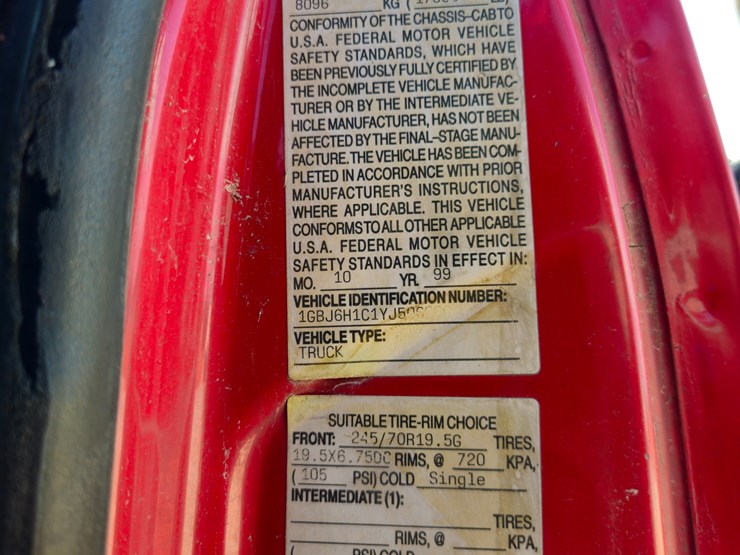 8096 KG (
CONFORMITY OF THE CHASSIS-CAB TO
U.S.A. FEDERAL MOTOR VEHICLE
SAFETY STANDARDS, WHICH HAVE
BEEN PREVIOUSLY FULLY CERTIFIED BY
THE INCOMPLETE VEHICLE MANUFAC-
TURER OR BY THE INTERMEDIATE VE-
HICLE MANUFACTURER, HAS NOT BEEN
AFFECTED BY THE FINAL-STAGE MANU-
FACTURE. THE VEHICLE HAS BEEN COM-
PLETED IN ACCORDANCE WITH PRIOR
MANUFACTURER'S INSTRUCTIONS,
WHERE APPLICABLE. THIS VEHICLE
CONFORMS TO ALL OTHER APPLICABLE
U.S.A. FEDERAL MOTOR VEHICLE
SAFETY STANDARDS IN EFFECT IN:
MO. 10 YR. 99
VEHICLE IDENTIFICATION NUMBER:
VEHICLE TYPE:
TRUCK
SUITABLE TIRE-RIM CHOICE
FRONT: 245/70R19.5G TIRES,
19.5X6.75DC RIMS, @ 720 KPA,
(105 PSI) COLD Single
INTERMEDIATE (1):
TIRES,
RIMS, @ KPA,
( PSI) COLD